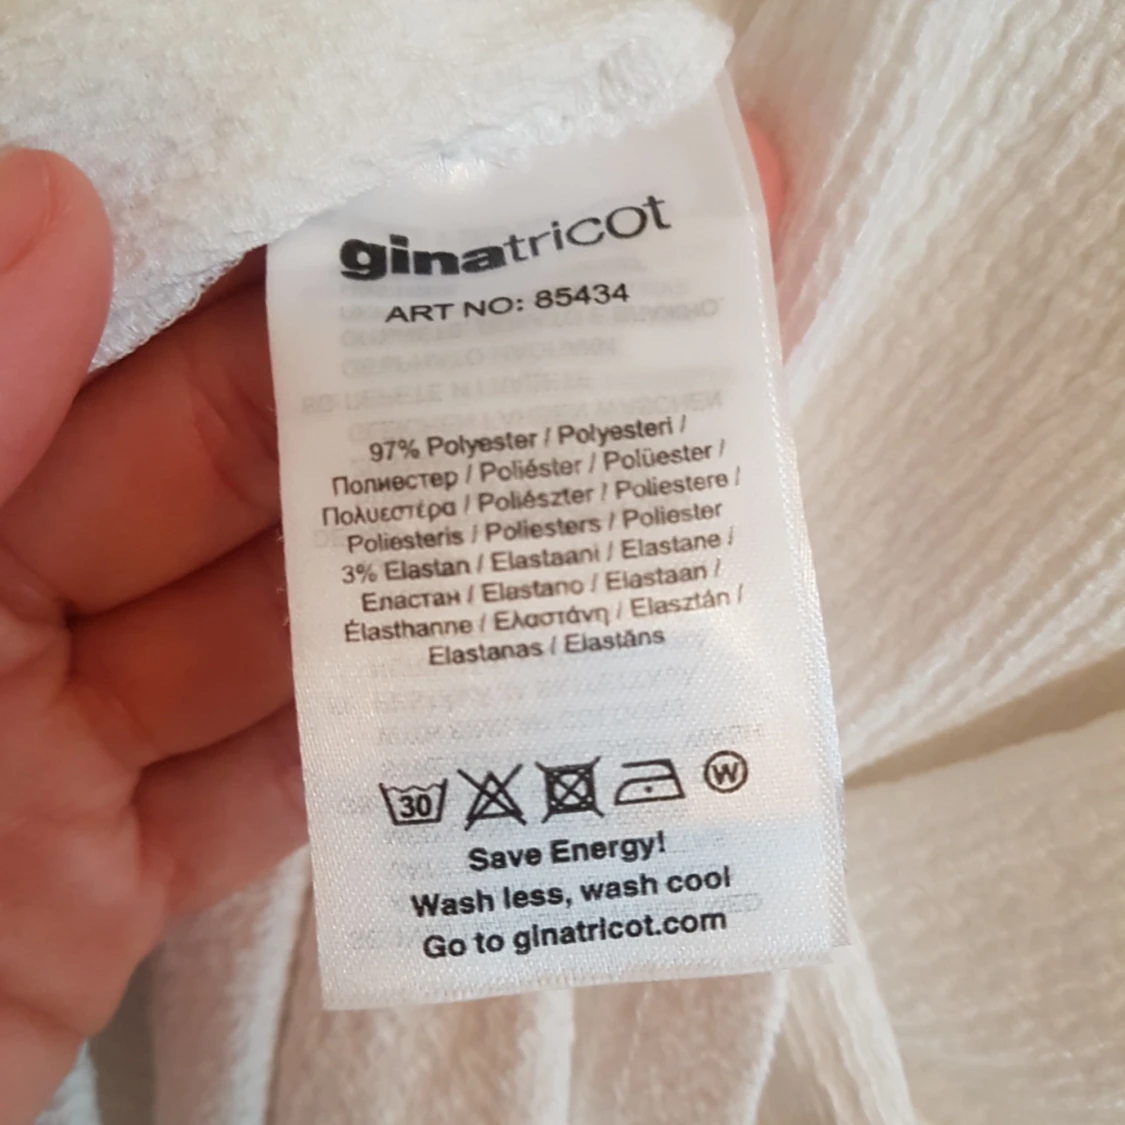 ginatricot
ART NO: 85434
97% Polyester / Polyesteri /
Полиестер / Poliéster / Polüester /
Πολυεστέρα / Poliészter / Poliestere /
Poliesteris / Poliesters / Poliester
3% Elastan / Elastaani / Elastane /
Еластан / Elastano / Elastaan /
Élasthanne / Ελαστάνη / Elasztán /
Elastanas / Elastāns
30
W
Save Energy!
Wash less, wash cool
Go to ginatricot.com